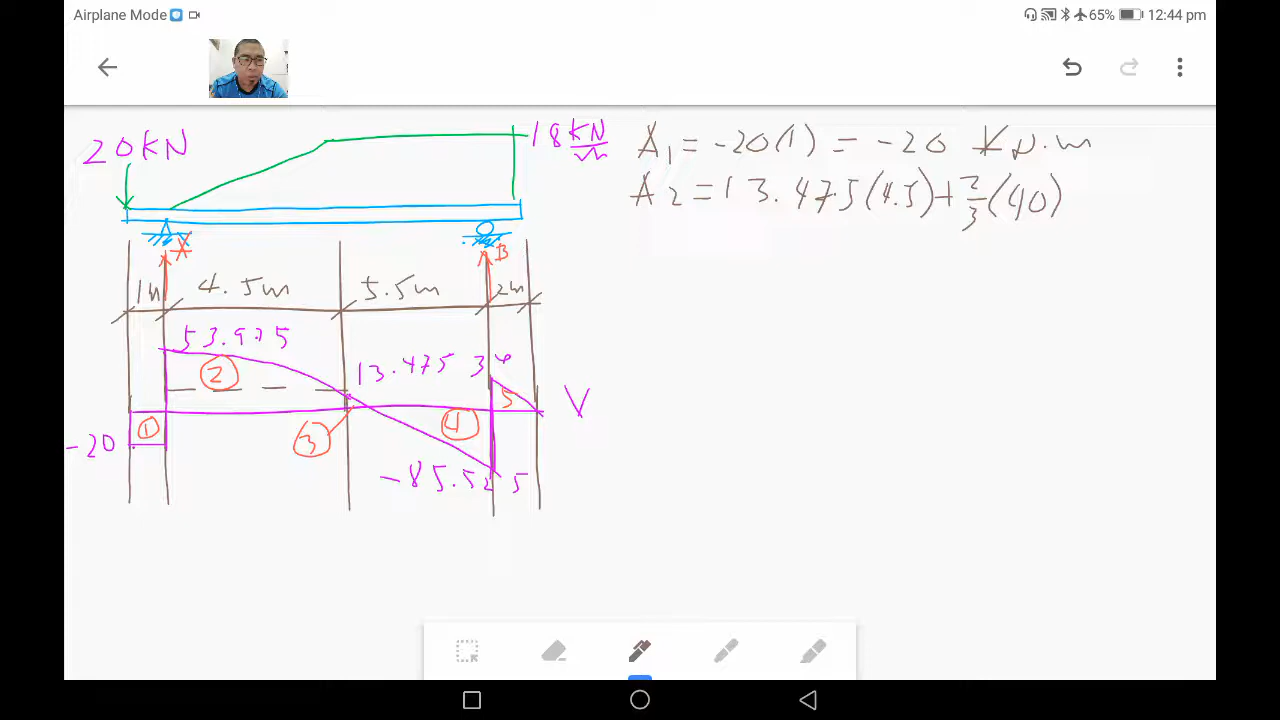 Airplane Mode 65% 12:44 pm
20KN
18 KN/m
A1 = -20(1) = -20 KN.m
A2 = 13.475(4.5)+2/3(40)
A
B
1m 4.5m 5.5m 2m
53.975
2
13.475 36
5
V
1
3
4
-20
-85.525